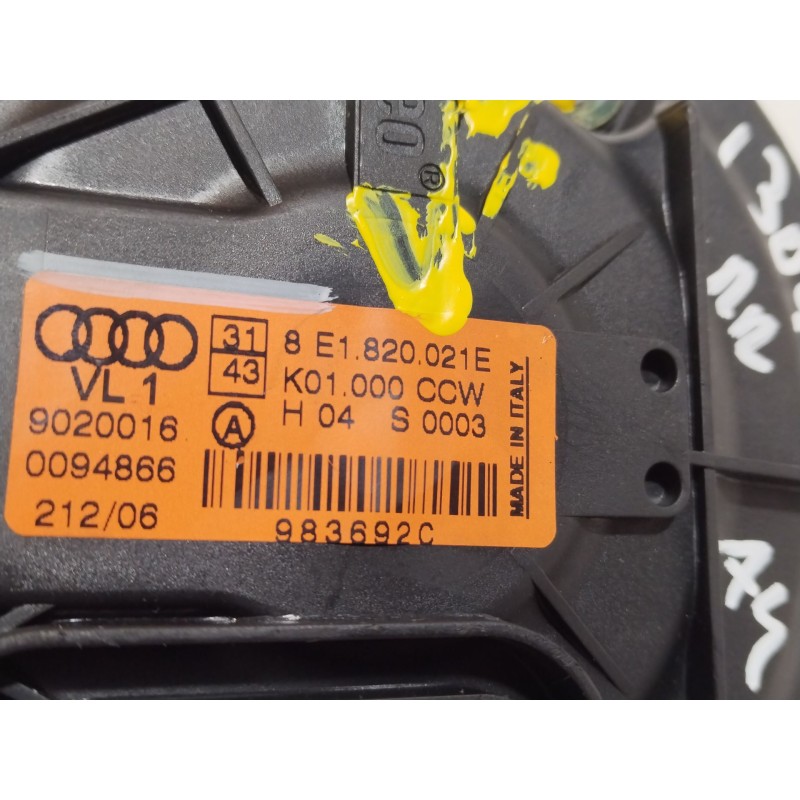 ®
31 8 E1.820.021E
43 K01.000 CCW
VL 1
9020016 A H 04 S 0003
0094866
212/06
983692C
MADE IN ITALY
A4